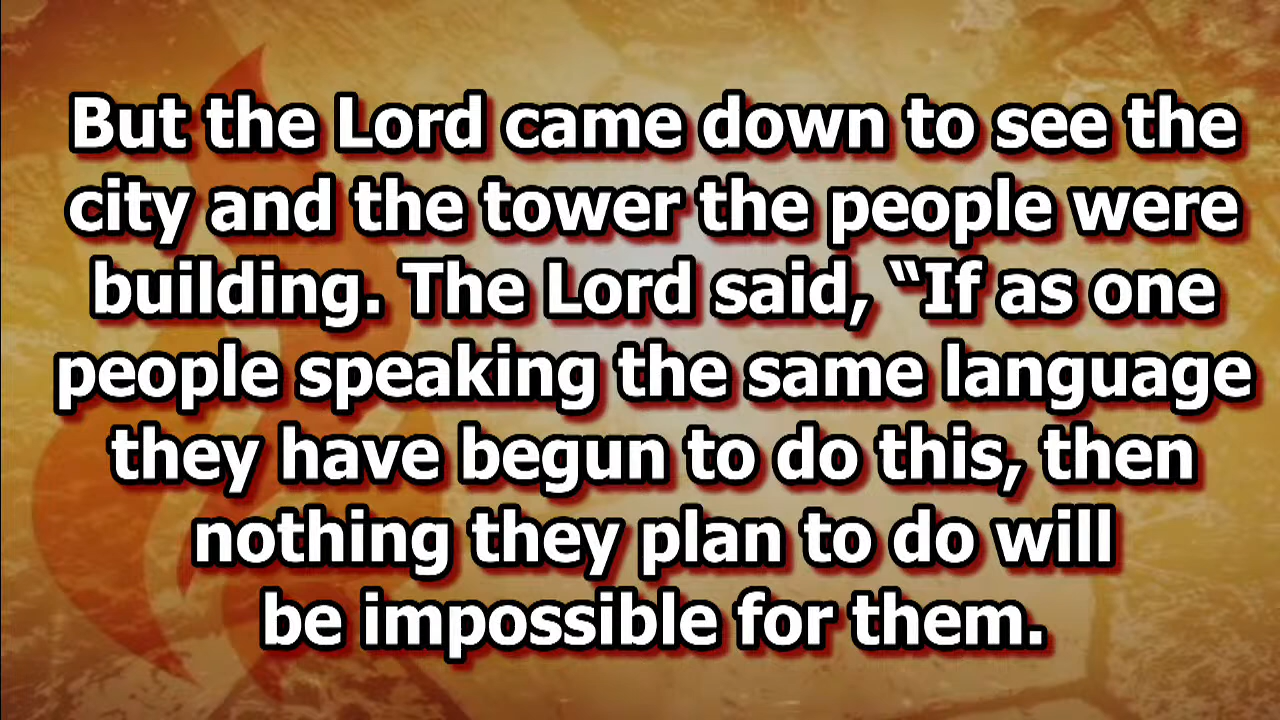 But the Lord came down to see the
city and the tower the people were
building. The Lord said, “If as one
people speaking the same language
they have begun to do this, then
nothing they plan to do will
be impossible for them.